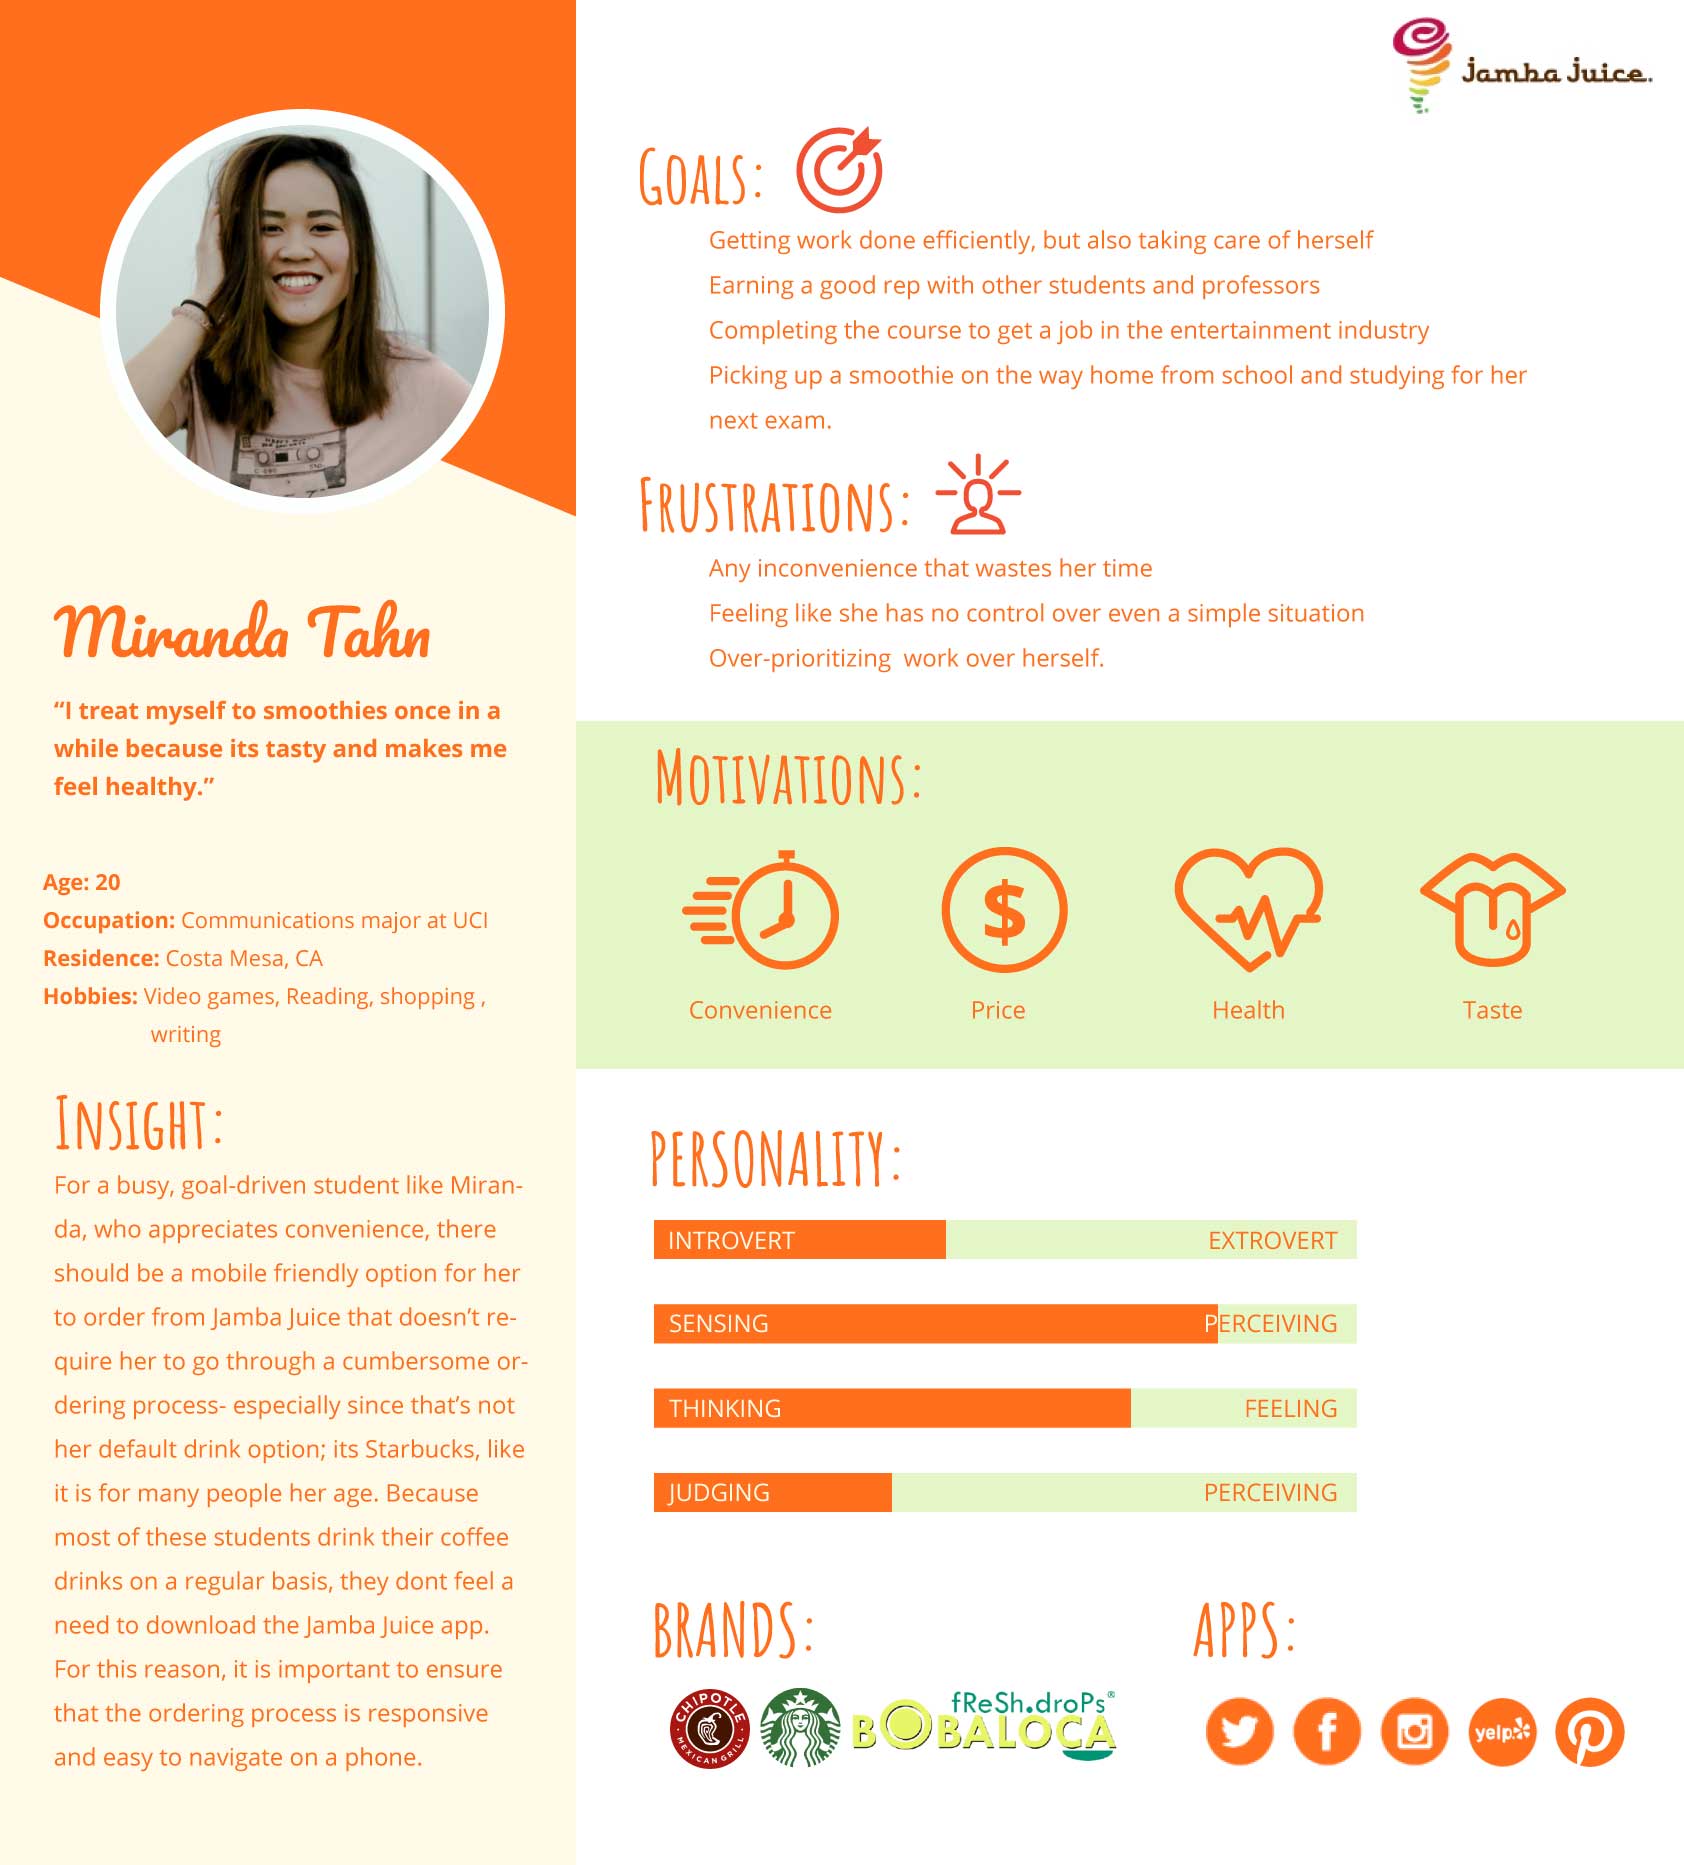 jamba juice.
Miranda Tahn
“I treat myself to smoothies once in a
while because its tasty and makes me
feel healthy.”
Age: 20
Occupation: Communications major at UCI
Residence: Costa Mesa, CA
Hobbies: Video games, Reading, shopping ,
writing
Insight:
For a busy, goal-driven student like Miran-
da, who appreciates convenience, there
should be a mobile friendly option for her
to order from Jamba Juice that doesn’t re-
quire her to go through a cumbersome or-
dering process- especially since that’s not
her default drink option; its Starbucks, like
it is for many people her age. Because
most of these students drink their coffee
drinks on a regular basis, they dont feel a
need to download the Jamba Juice app.
For this reason, it is important to ensure
that the ordering process is responsive
and easy to navigate on a phone.
Goals:
Getting work done efficiently, but also taking care of herself
Earning a good rep with other students and professors
Completing the course to get a job in the entertainment industry
Picking up a smoothie on the way home from school and studying for her
next exam.
Frustrations:
Any inconvenience that wastes her time
Feeling like she has no control over even a simple situation
Over-prioritizing  work over herself.
Motivations:
$
Convenience Price Health Taste
PERSONALITY:
INTROVERT EXTROVERT
SENSING PERCEIVING
THINKING FEELING
JUDGING PERCEIVING
BRANDS:
CHIPOTLE
MEXICAN GRILL
fReSh.droPs®
BOBALOCA
APPS:
yelp